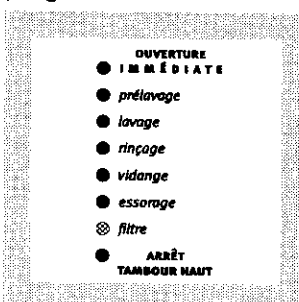 OUVERTURE
IMMÉDIATE
prélavage
lavage
rinçage
vidange
essorage
filtre
ARRÊT
TAMBOUR HAUT